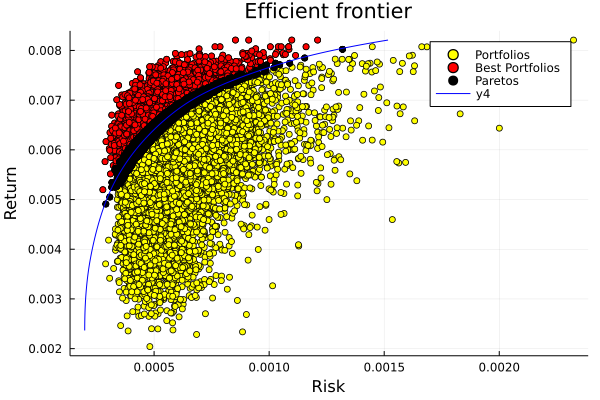 Efficient frontier
0.008
0.007
0.006
0.005
0.004
0.003
0.002
Return
Portfolios
Best Portfolios
Paretos
y4
0.0005 0.0010 0.0015 0.0020
Risk